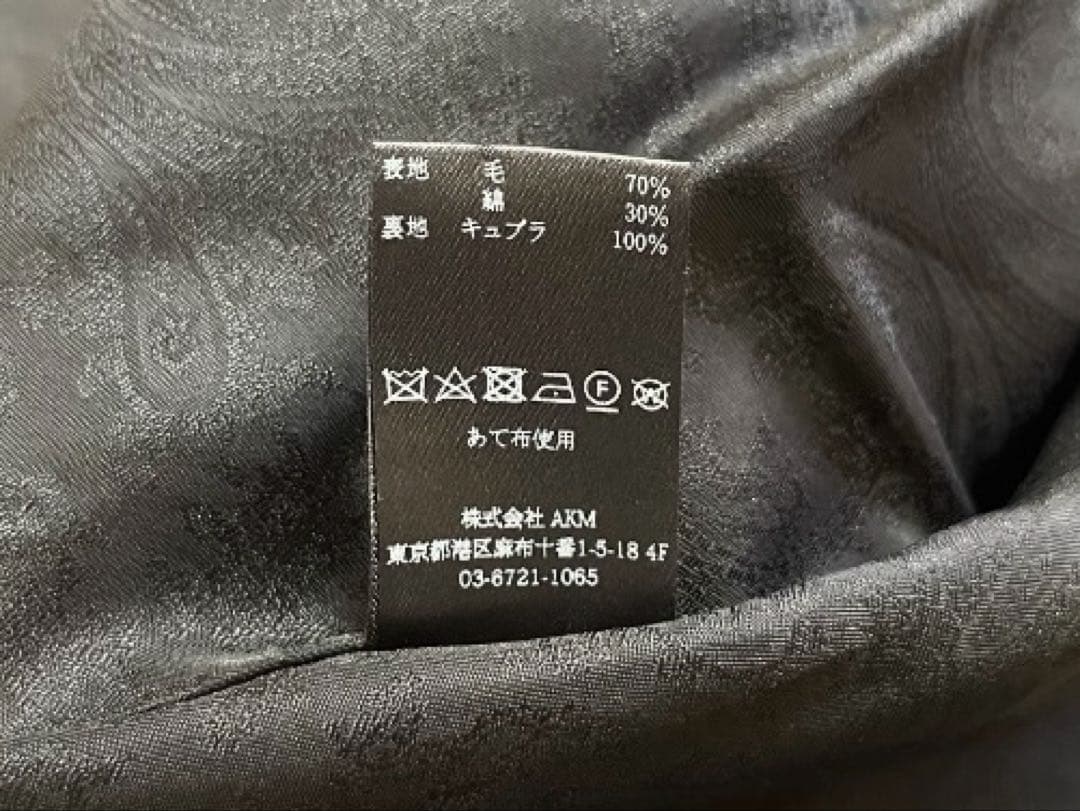 表地 毛 70%
綿 30%
裏地 キュプラ 100%
F W
あて布使用
株式会社 AKM
東京都港区麻布十番1-5-18 4F
03-6721-1065